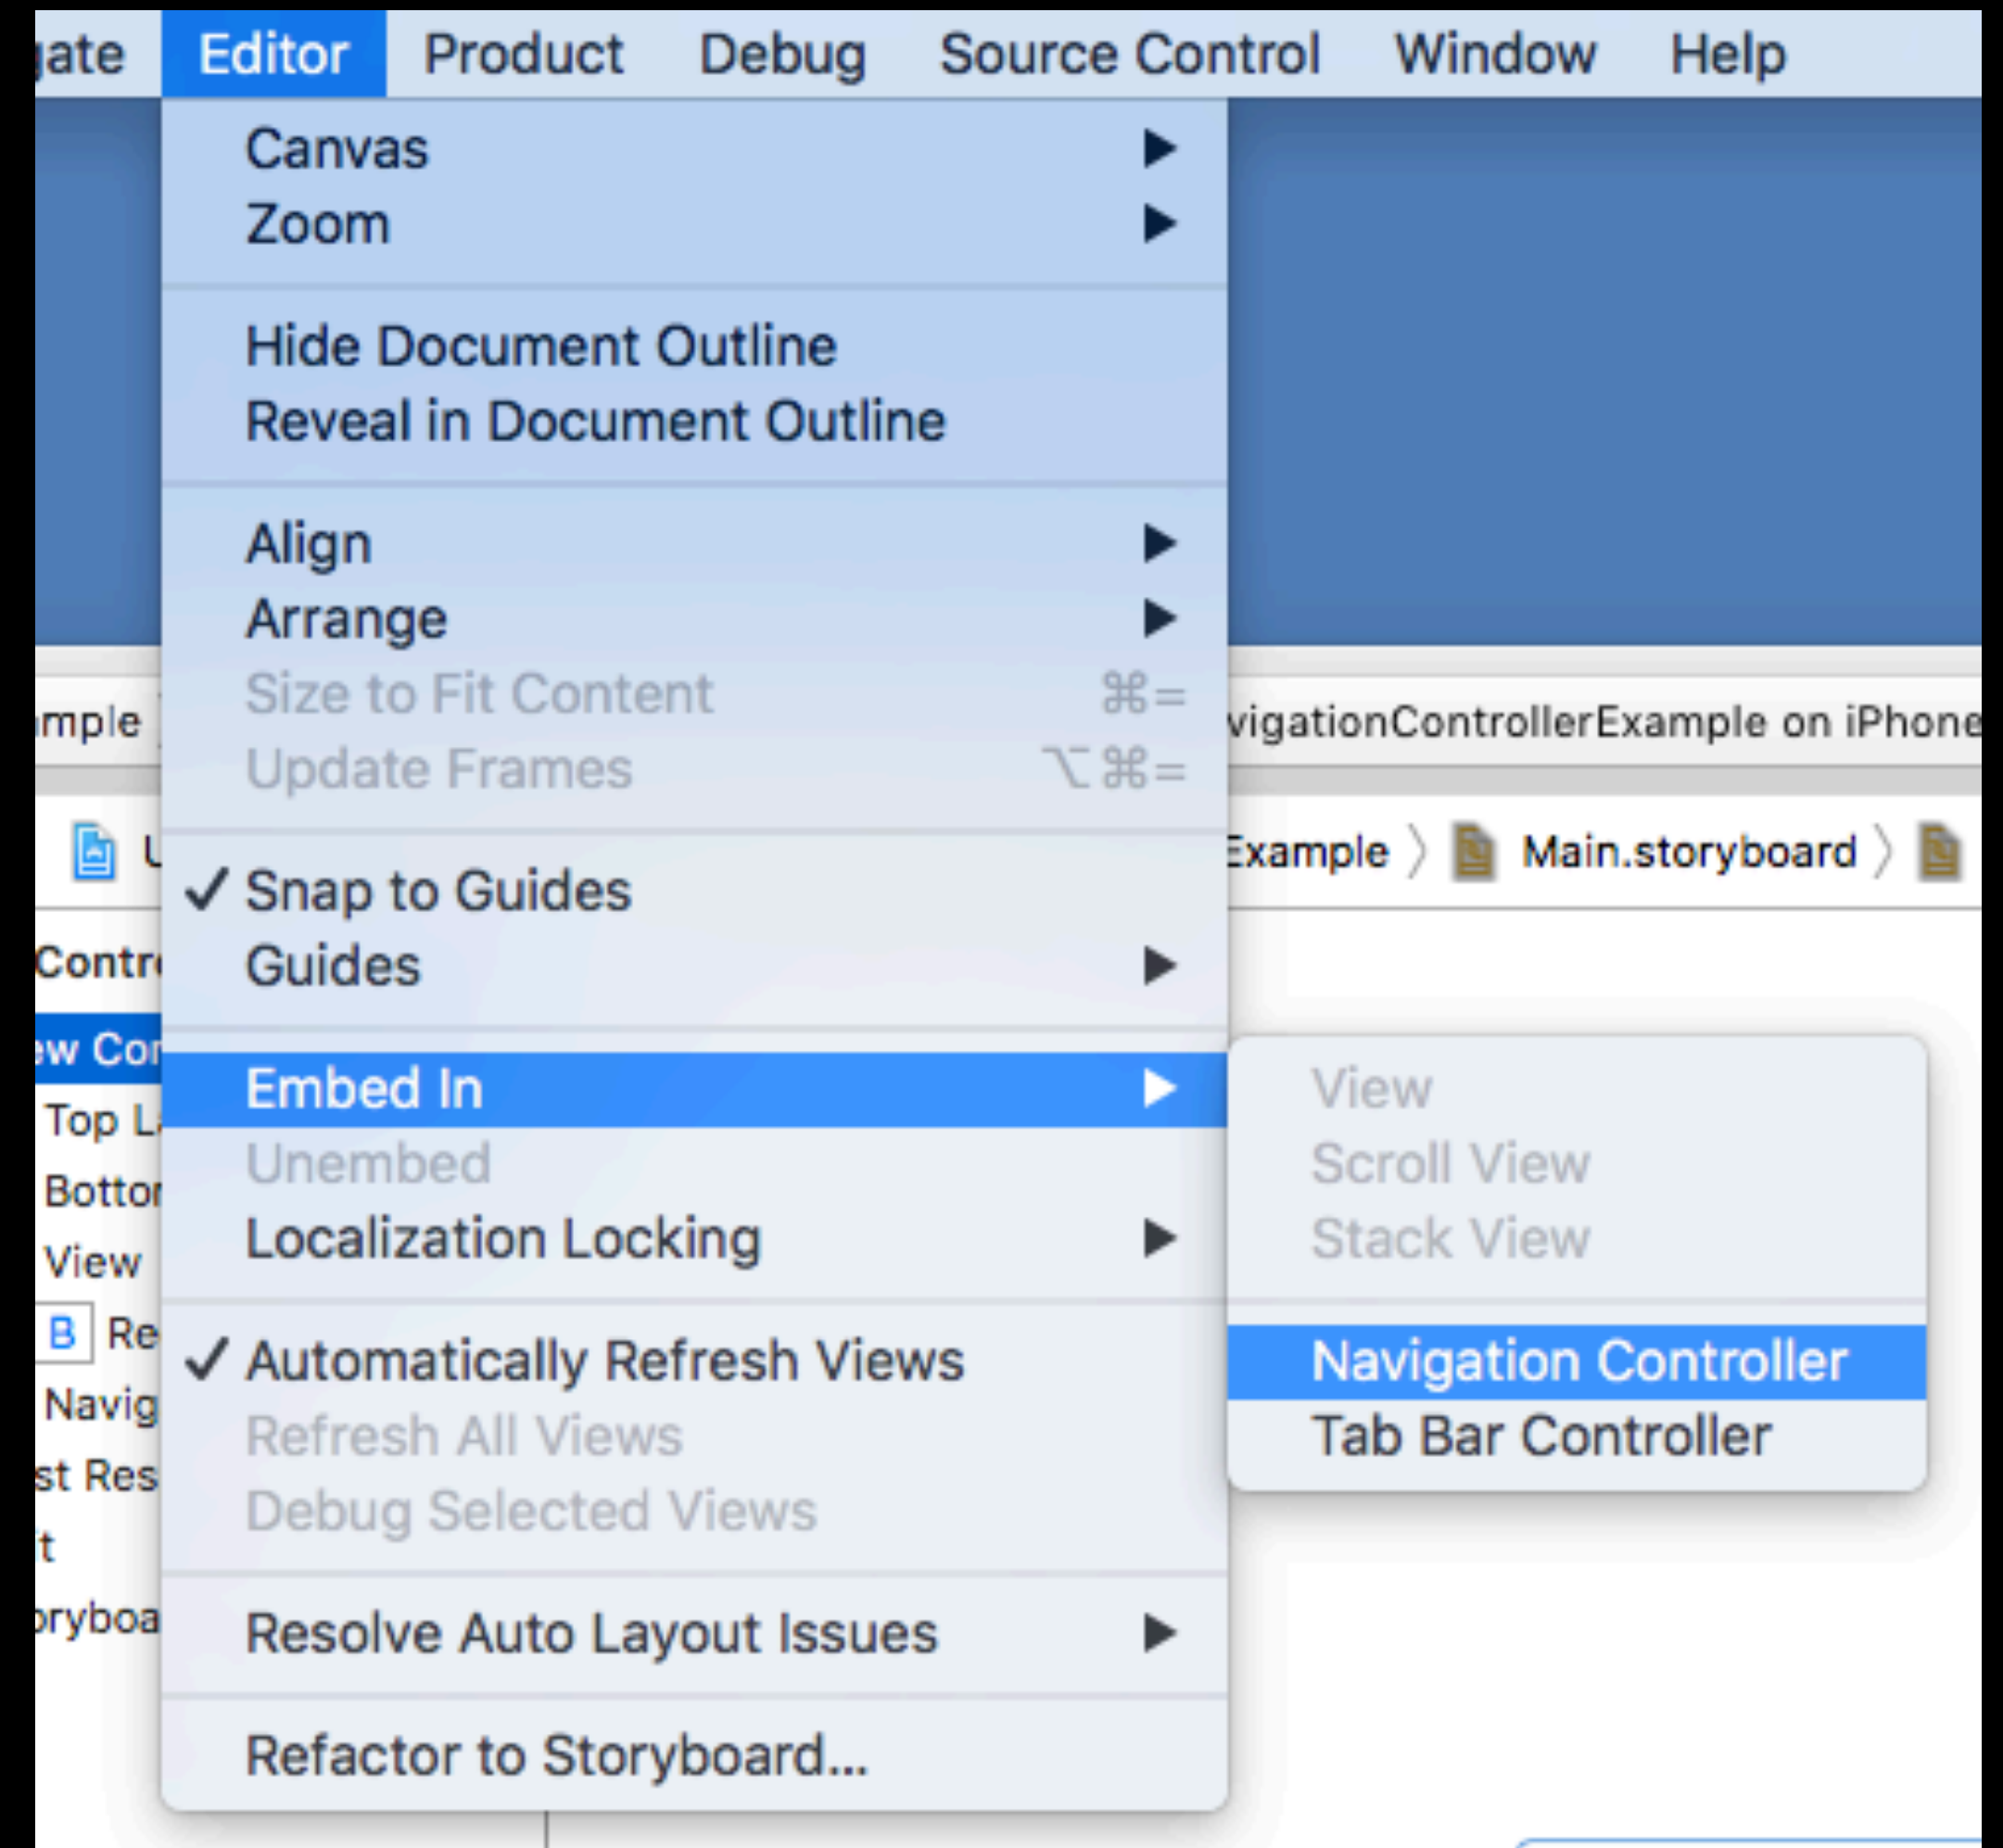 Editor Product Debug Source Control Window Help
Canvas
Zoom
Hide Document Outline
Reveal in Document Outline
Align
Arrange
Size to Fit Content ⌘=
Update Frames ⌥⌘=
✓ Snap to Guides
Guides
Embed In
Unembed
Localization Locking
✓ Automatically Refresh Views
Refresh All Views
Debug Selected Views
Resolve Auto Layout Issues
Refactor to Storyboard...
View
Scroll View
Stack View
Navigation Controller
Tab Bar Controller
vigationControllerExample on iPhone
Example 〉 Main.storyboard 〉
Top
View
B Re